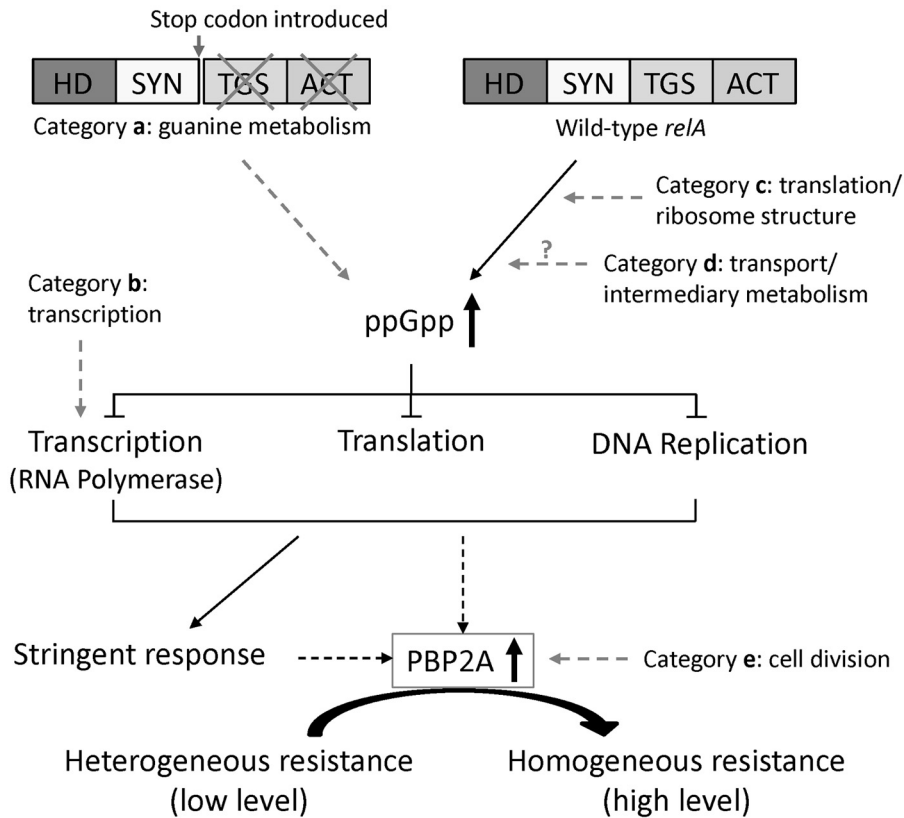 Stop codon introduced
HD SYN TGS ACT
HD SYN TGS ACT
Category a: guanine metabolism
Wild-type relA
Category c: translation/
ribosome structure
?
Category d: transport/
intermediary metabolism
Category b:
transcription
ppGpp
Transcription
(RNA Polymerase)
Translation
DNA Replication
Stringent response
PBP2A
Category e: cell division
Heterogeneous resistance
(low level)
Homogeneous resistance
(high level)